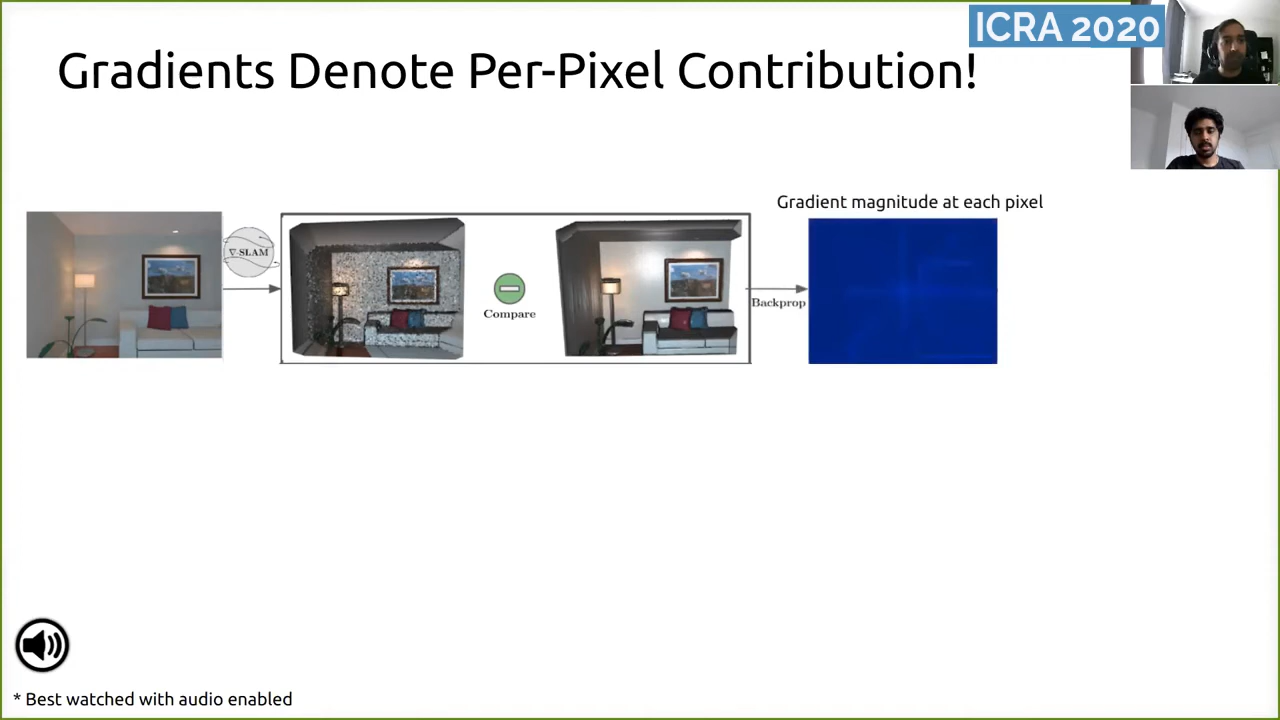 ICRA 2020
Gradients Denote Per-Pixel Contribution!
Gradient magnitude at each pixel
∇SLAM
Compare
Backprop
* Best watched with audio enabled